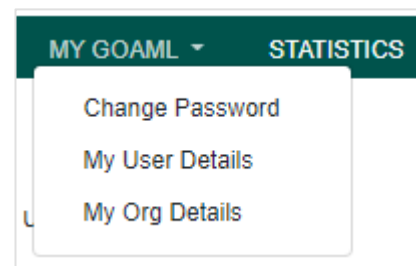 MY GOAML STATISTICS
Change Password
My User Details
My Org Details